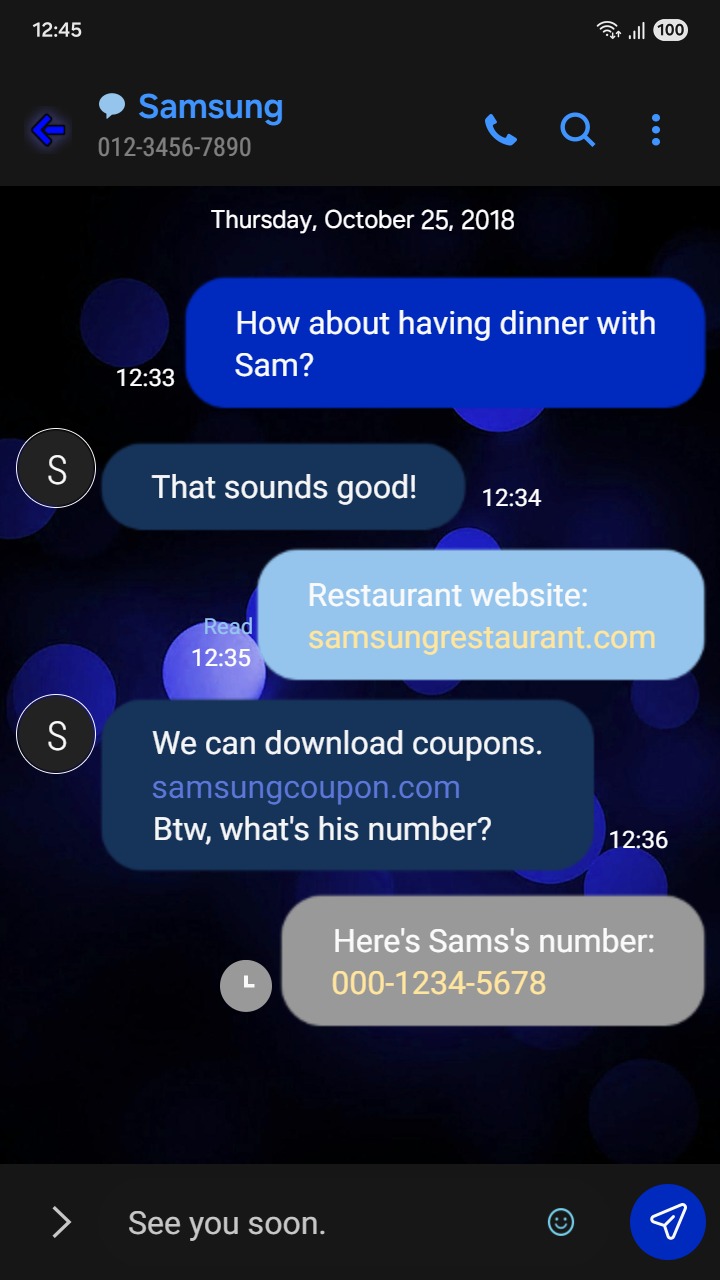 12:45
100
Samsung
012-3456-7890
Thursday, October 25, 2018
How about having dinner with
Sam?
12:33
S
That sounds good!
12:34
Restaurant website:
samsungrestaurant.com
Read
12:35
S
We can download coupons.
samsungcoupon.com
Btw, what's his number?
12:36
Here's Sams's number:
000-1234-5678
See you soon.